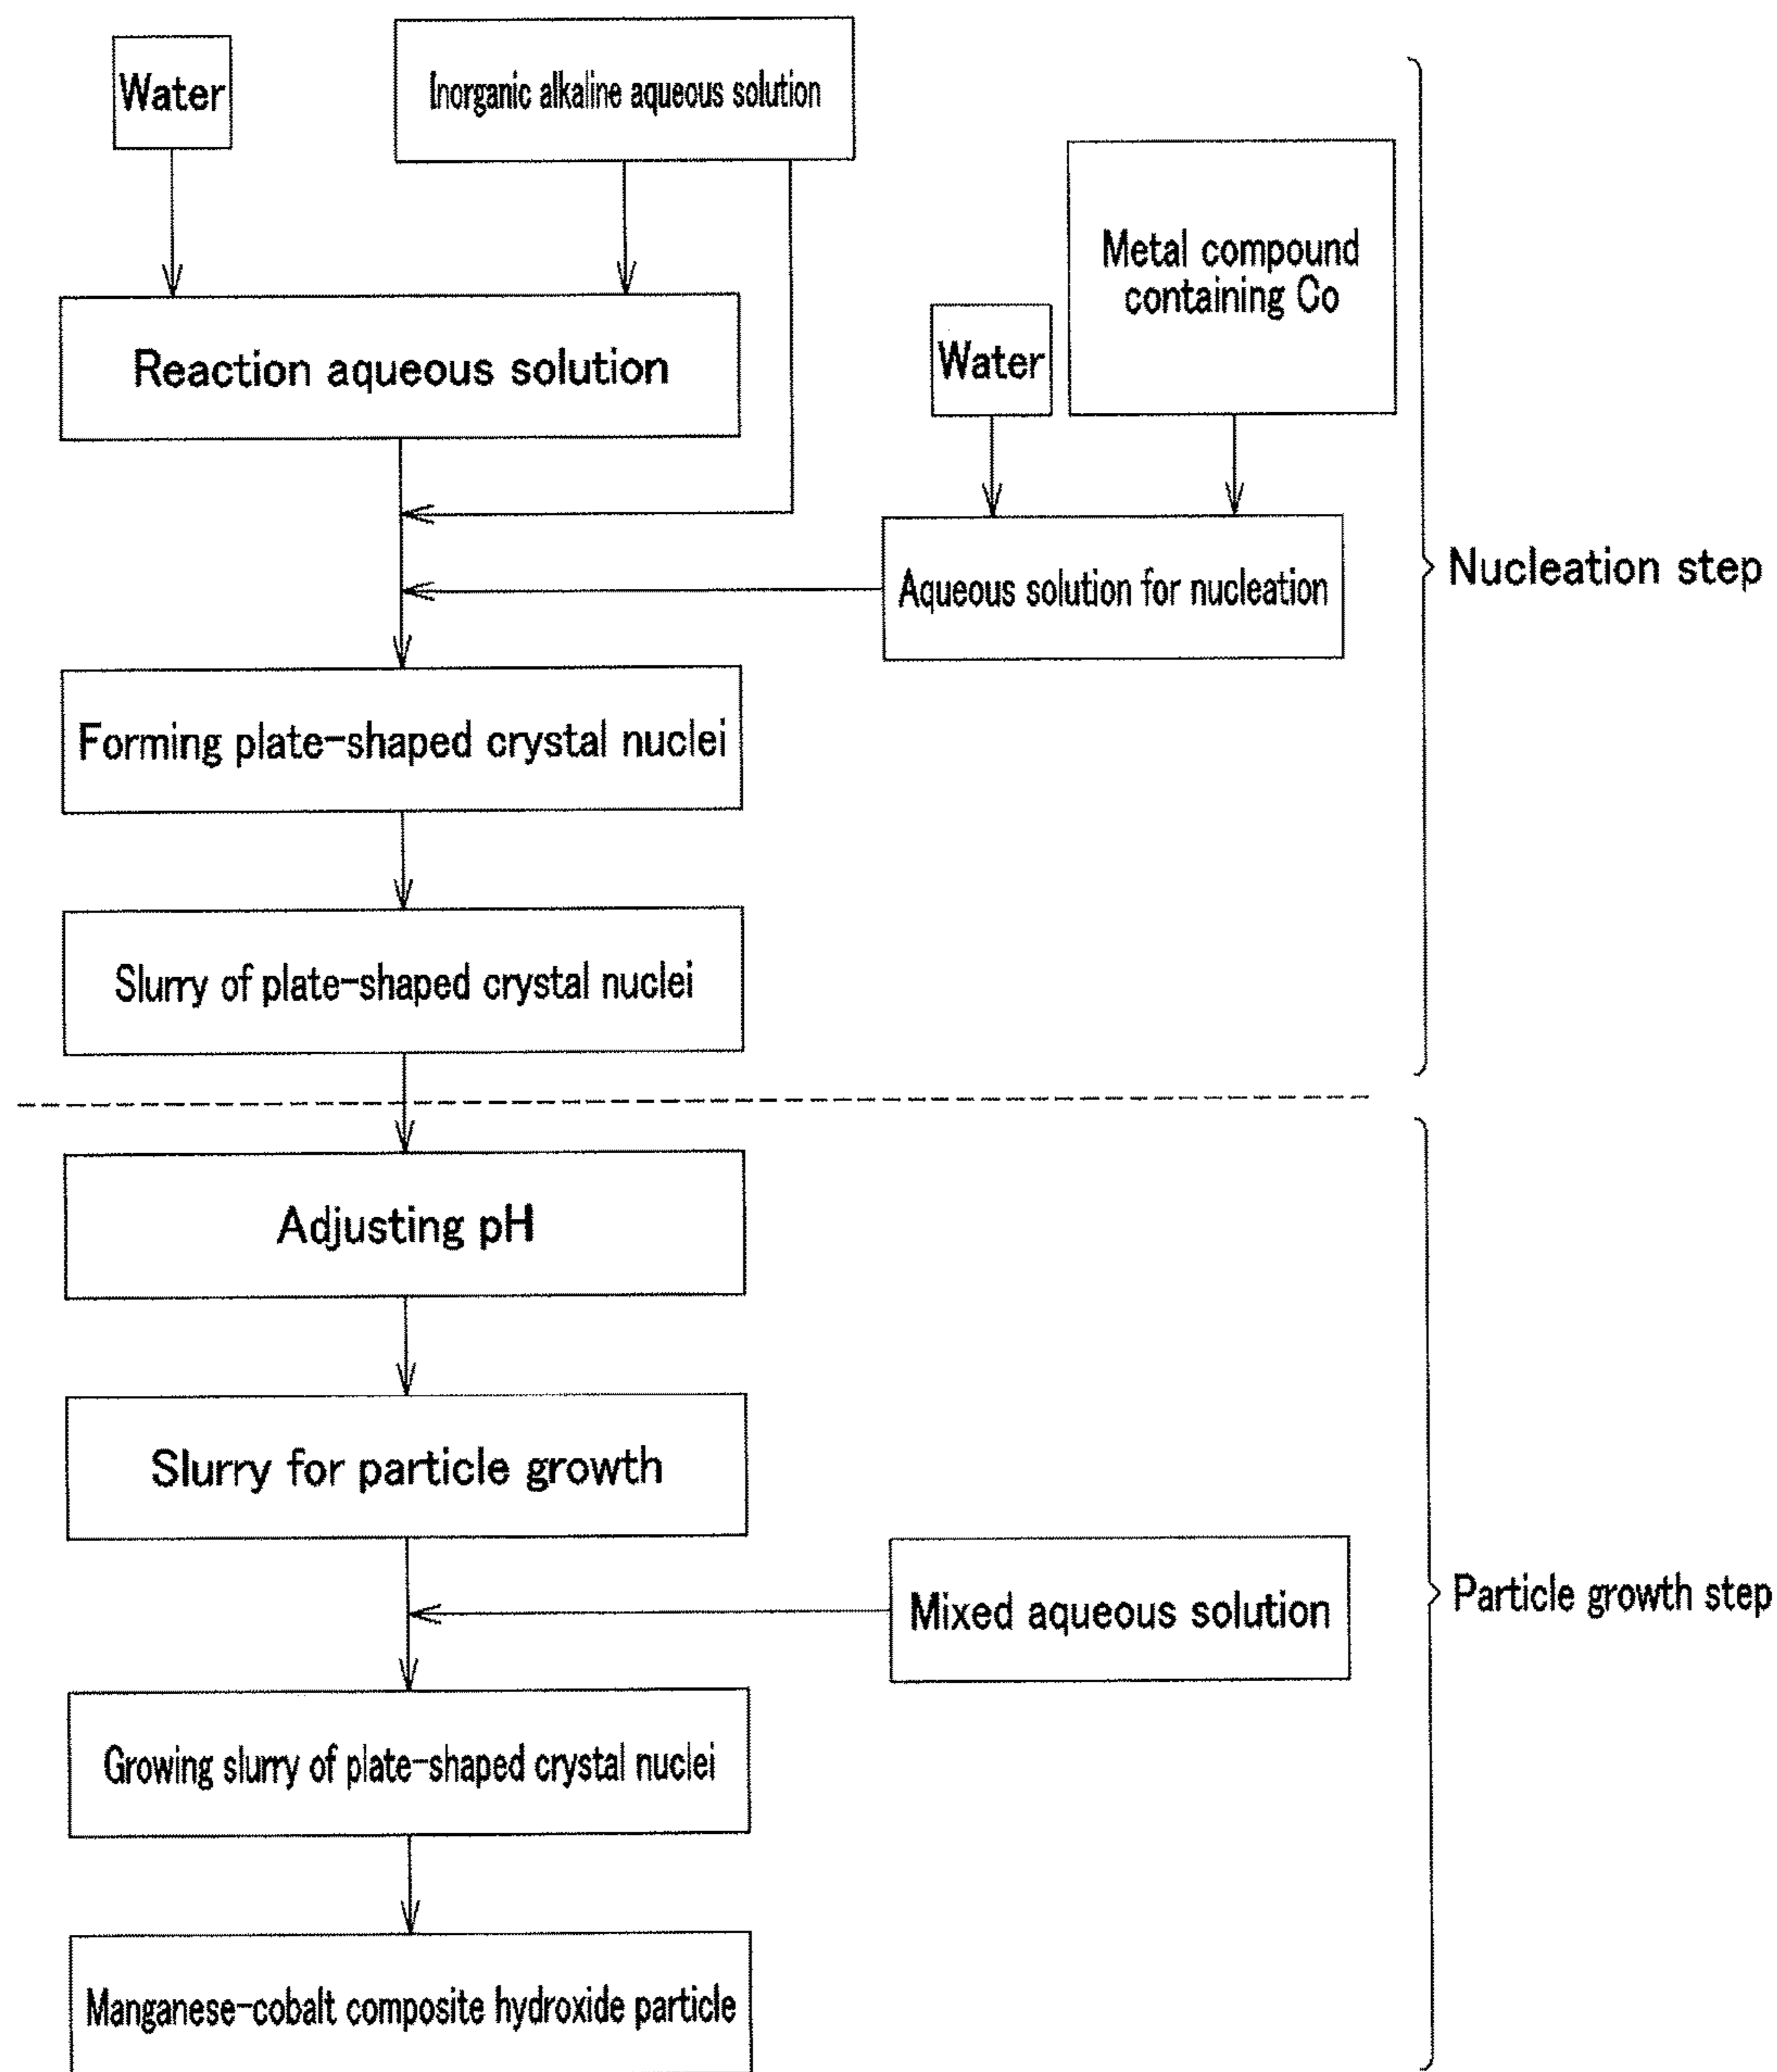 Water
Inorganic alkaline aqueous solution
Metal compound
containing Co
Reaction aqueous solution
Water
Aqueous solution for nucleation
Nucleation step
Forming plate-shaped crystal nuclei
Slurry of plate-shaped crystal nuclei
Adjusting pH
Slurry for particle growth
Mixed aqueous solution
Particle growth step
Growing slurry of plate-shaped crystal nuclei
Manganese-cobalt composite hydroxide particle